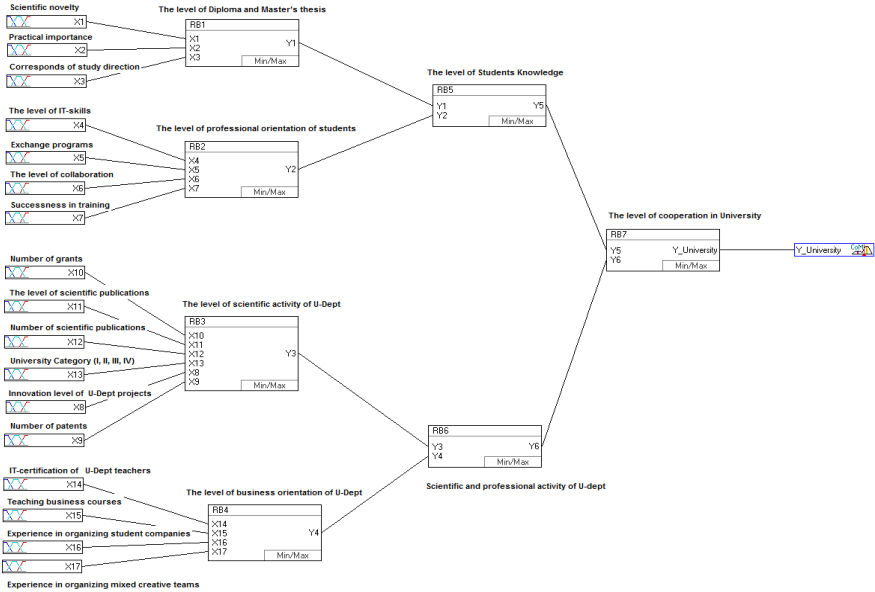 Scientific novelty
X1
Practical importance
X2
Corresponds of study direction
X3
The level of Diploma and Master's thesis
RB1
X1
X2
X3
Y1
Min/Max
The level of IT-skills
X4
Exchange programs
X5
The level of collaboration
X6
Successness in training
X7
The level of professional orientation of students
RB2
X4
X5
X6
X7
Y2
Min/Max
The level of Students Knowledge
RB5
Y1
Y2
Y5
Min/Max
The level of cooperation in University
RB7
Y5
Y6
Y_University
Min/Max
Y_University
CoM
Number of grants
X10
The level of scientific publications
X11
Number of scientific publications
X12
University Category (I, II, III, IV)
X13
Innovation level of U-Dept projects
X8
Number of patents
X9
The level of scientific activity of U-Dept
RB3
X10
X11
X12
X13
X8
X9
Y3
Min/Max
IT-certification of U-Dept teachers
X14
Teaching business courses
X15
Experience in organizing student companies
X16
X17
Experience in organizing mixed creative teams
The level of business orientation of U-Dept
RB4
X14
X15
X16
X17
Y4
Min/Max
RB6
Y3
Y4
Y6
Min/Max
Scientific and professional activity of U-dept